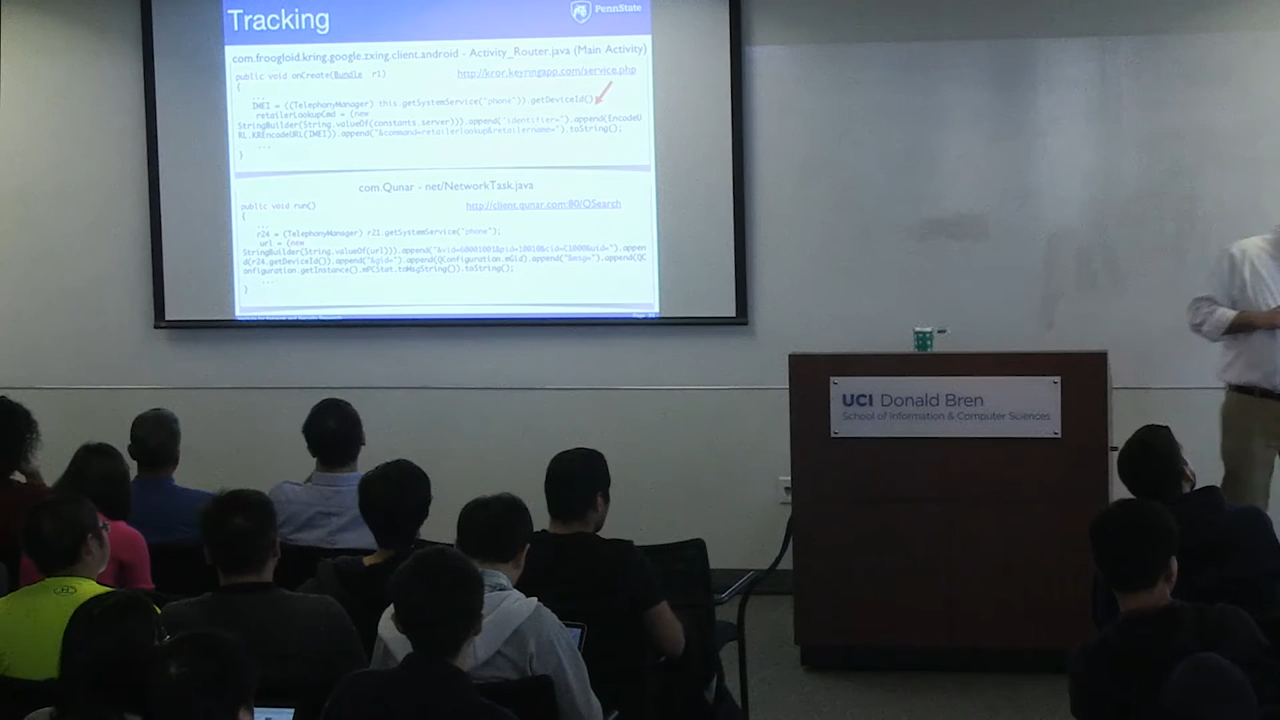 Tracking
PennState
com.froogloid.kring.google.zxing.client.android - Activity_Router.java (Main Activity)
public void onCreate(Bundle r1)
http://kror.keyringapp.com/service.php
{
...
IMEI = ((TelephonyManager) this.getSystemService("phone")).getDeviceId()
retailerLookupCmd = (new
StringBuilder(String.valueOf(constants.server))).append("identifier=").append(EncodeU
RL.KREncodeURL(IMEI)).append("&command=retailerlookup&retailername=").toString();
...
}
com.Qunar - net/NetworkTask.java
public void run()
http://client.qunar.com:80/QSearch
{
...
r24 = (TelephonyManager) r21.getSystemService("phone");
url = (new
StringBuilder(String.valueOf(url))).append("&vid=60001001&pid=10010&cid=C1000&uid=").appen
d(r24.getDeviceId()).append("&gid=").append(QConfiguration.mGid).append("&msg=").append(QC
onfiguration.getInstance().mPCStat.toMsgString()).toString();
...
}
UCI Donald Bren
School of Information & Computer Sciences